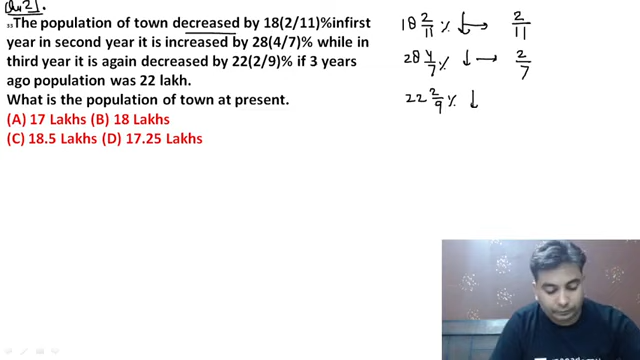 Qu.21.
,,The population of town decreased by 18(2/11)%infirst
year in second year it is increased by 28(4/7)% while in
third year it is again decreased by 22(2/9)% if 3 years
ago population was 22 lakh.
What is the population of town at present.
(A) 17 Lakhs (B) 18 Lakhs
(C) 18.5 Lakhs (D) 17.25 Lakhs
18 2/11 % ↓→ 2/11
28 4/7 % ↓ → 2/7
22 2/9 % ↓